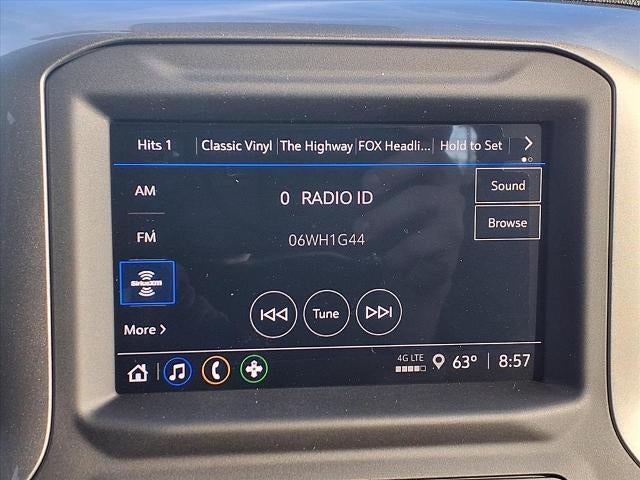 Hits 1 Classic Vinyl The Highway FOX Headli... Hold to Set >
AM
0 RADIO ID
Sound
FM
06WH1G44
Browse
SiriusXM
Tune
More >
4G LTE
63° 8:57